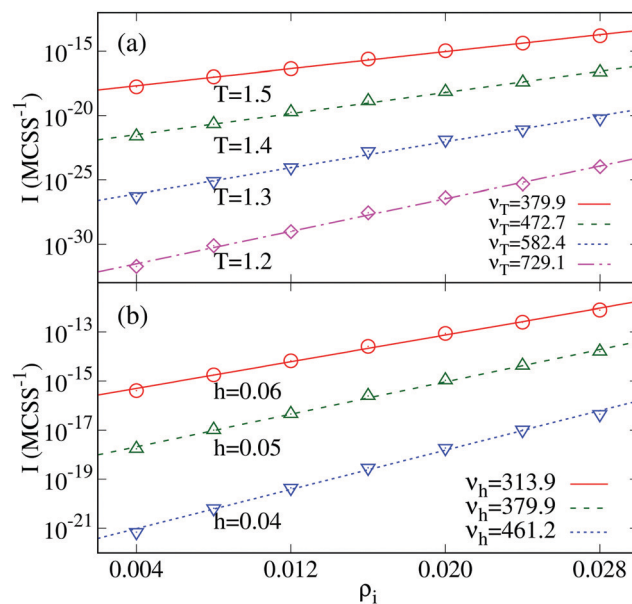 (a)
I (MCSS⁻¹)
10⁻¹⁵
10⁻²⁰
10⁻²⁵
10⁻³⁰
T=1.5
T=1.4
T=1.3
T=1.2
ν_T=379.9
ν_T=472.7
ν_T=582.4
ν_T=729.1
(b)
I (MCSS⁻¹)
10⁻¹³
10⁻¹⁵
10⁻¹⁷
10⁻¹⁹
10⁻²¹
h=0.06
h=0.05
h=0.04
ν_h=313.9
ν_h=379.9
ν_h=461.2
0.004 0.012 0.020 0.028
ρ_i